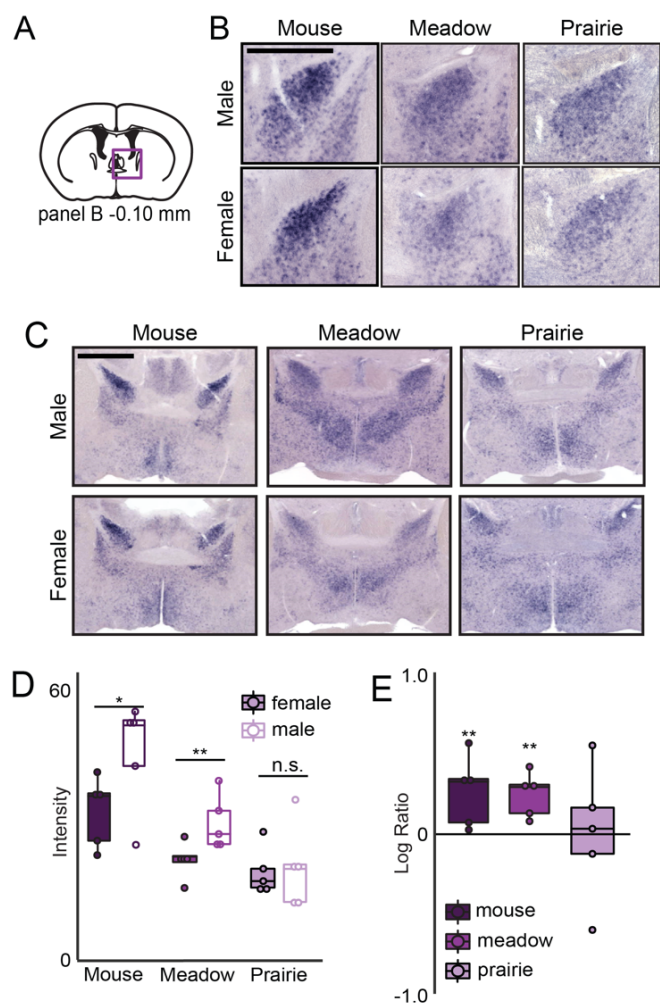 A
panel B -0.10 mm
B
Mouse Meadow Prairie
Male
Female
C
Mouse Meadow Prairie
Male
Female
D
60
Intensity
0
* ** n.s.
female
male
Mouse Meadow Prairie
E
1.0
Log Ratio
0
-1.0
** **
mouse
meadow
prairie